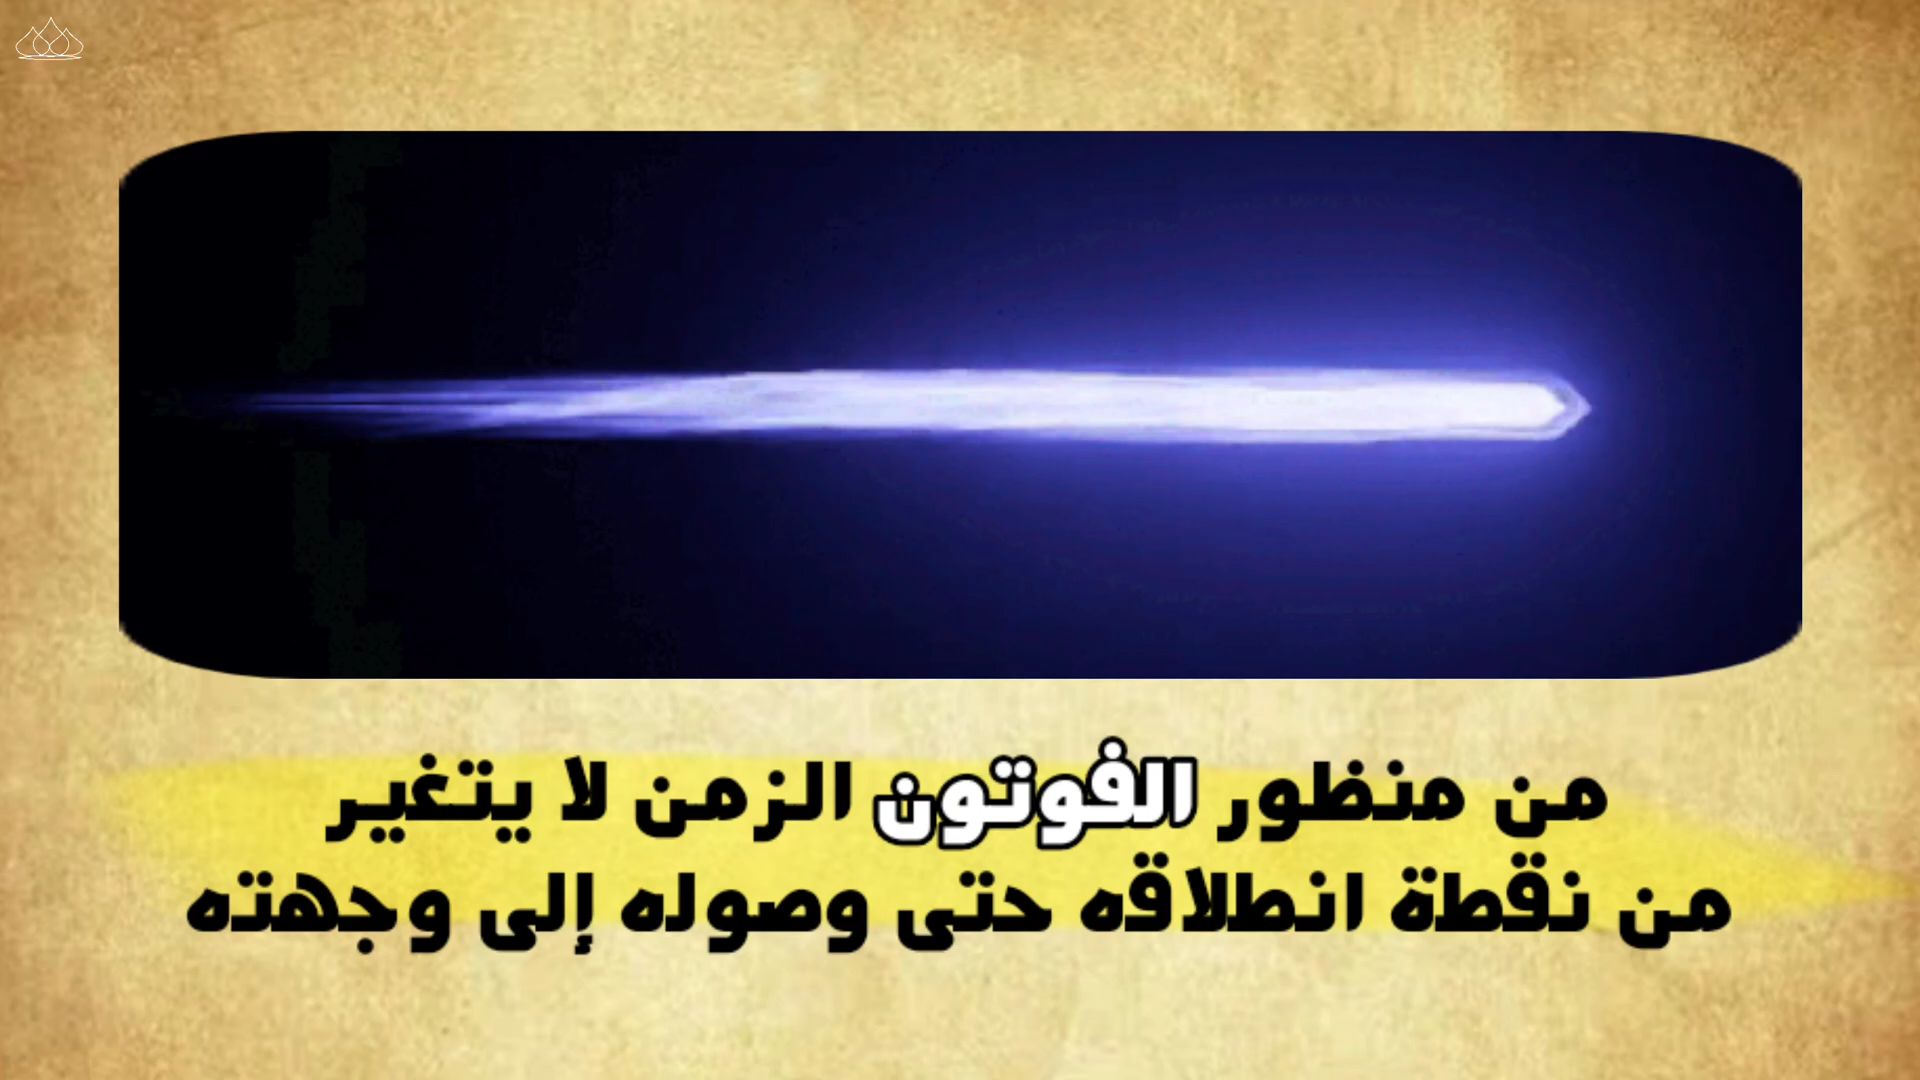 من منظور الفوتون الزمن لا يتغير
من نقطة انطلاقه حتى وصوله إلى وجهته